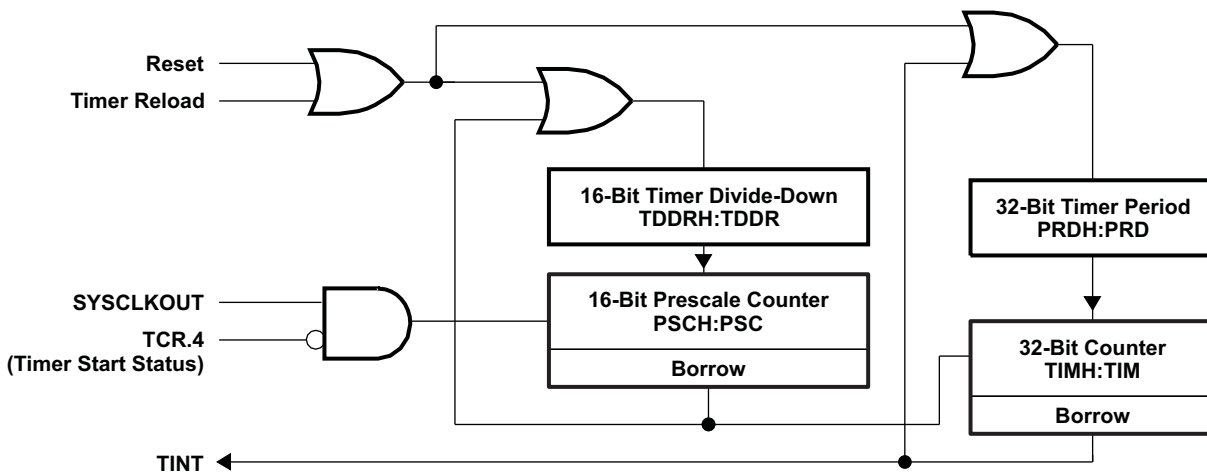 Reset
Timer Reload
16-Bit Timer Divide-Down
TDDRH:TDDR
32-Bit Timer Period
PRDH:PRD
SYSCLKOUT
TCR.4
(Timer Start Status)
16-Bit Prescale Counter
PSCH:PSC
Borrow
32-Bit Counter
TIMH:TIM
Borrow
TINT